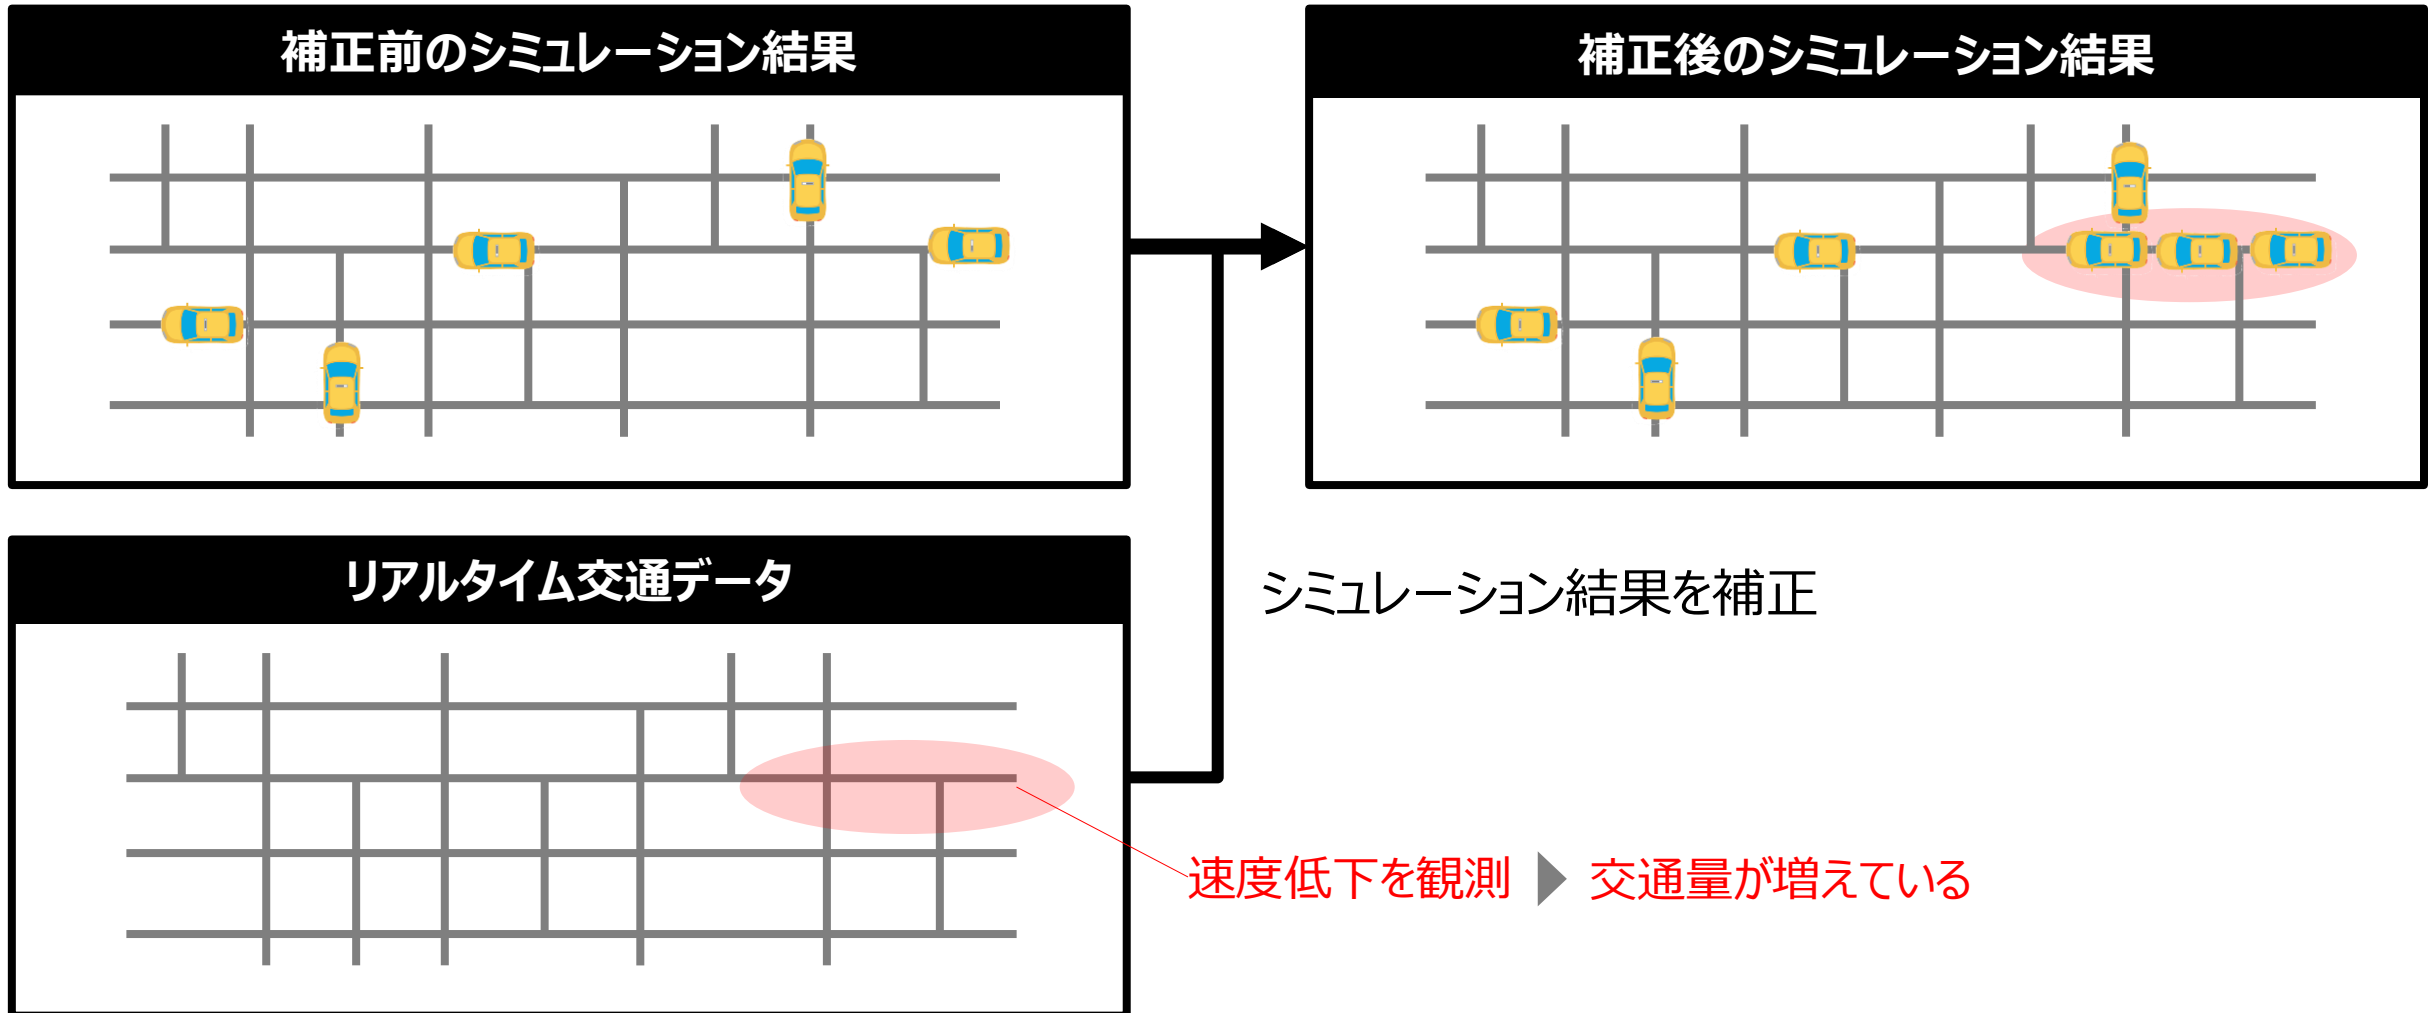 補正前のシミュレーション結果
補正後のシミュレーション結果
リアルタイム交通データ
シミュレーション結果を補正
速度低下を観測
交通量が増えている